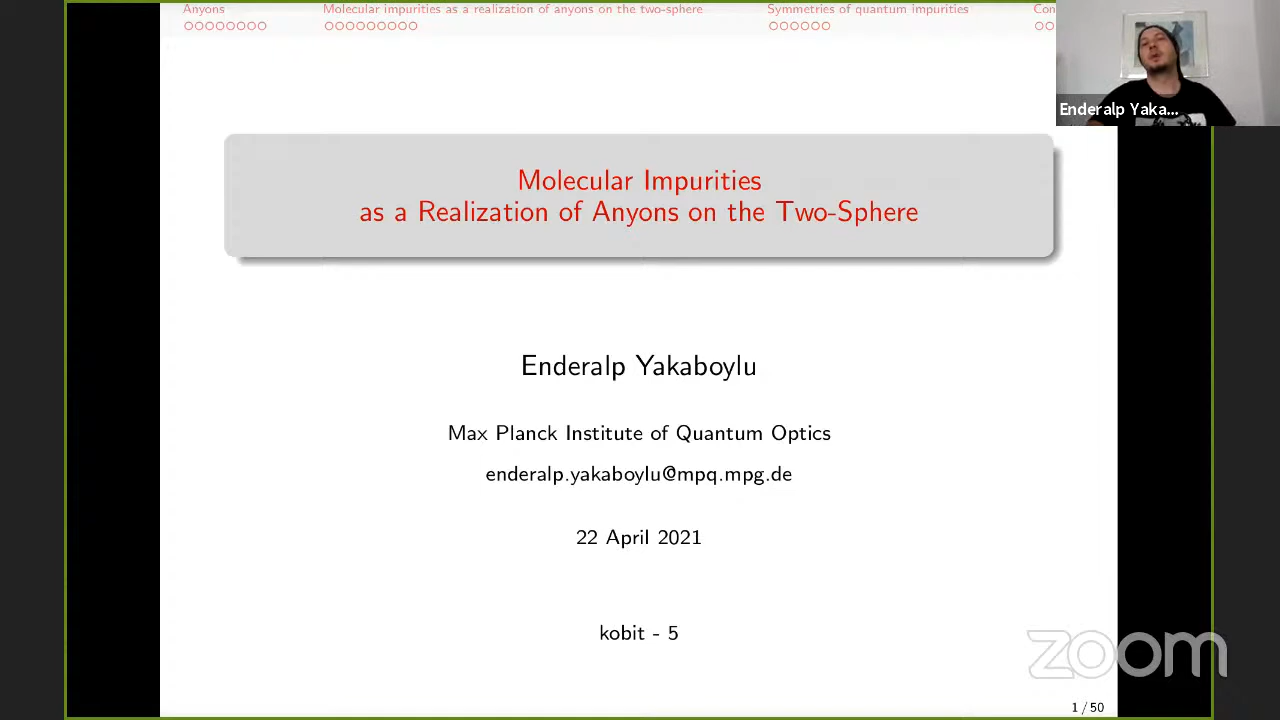 Anyons
Molecular impurities as a realization of anyons on the two-sphere
Symmetries of quantum impurities
Con
Enderalp Yaka...
Molecular Impurities
as a Realization of Anyons on the Two-Sphere
Enderalp Yakaboylu
Max Planck Institute of Quantum Optics
enderalp.yakaboylu@mpq.mpg.de
22 April 2021
kobit - 5
zoom
1 / 50